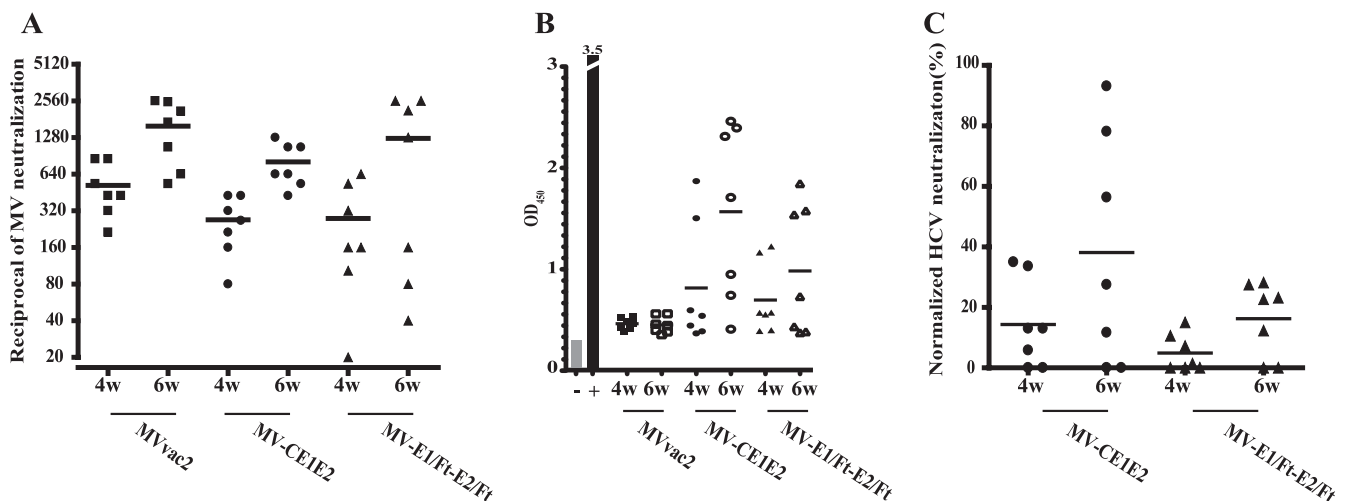 A
Reciprocal of MV neutralization
5120
2560
1280
640
320
160
80
40
20
4w 6w 4w 6w 4w 6w
MVvac2 MV-CE1E2 MV-E1/Ft-E2/Ft
B
OD450
3.5
3
2
1
0
- + 4w 6w 4w 6w 4w 6w
MVvac2 MV-CE1E2 MV-E1/Ft-E2/Ft
C
Normalized HCV neutralizaton(%)
100
80
60
40
20
0
4w 6w 4w 6w
MV-CE1E2 MV-E1/Ft-E2/Ft